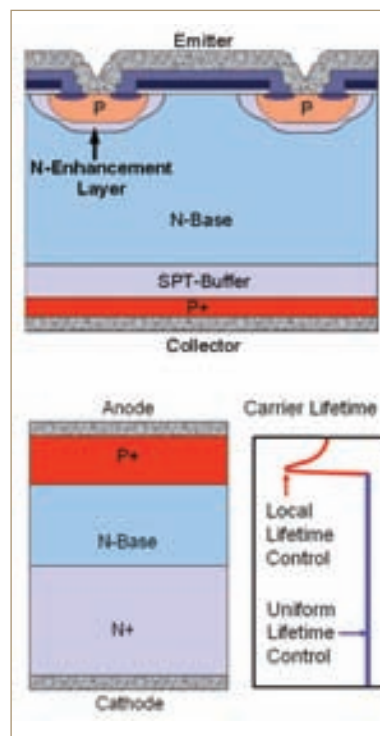 Emitter
P
P
N-Enhancement
Layer
N-Base
SPT-Buffer
P+
Collector
Anode
Carrier Lifetime
P+
N-Base
N+
Cathode
Local
Lifetime
Control
Uniform
Lifetime
Control